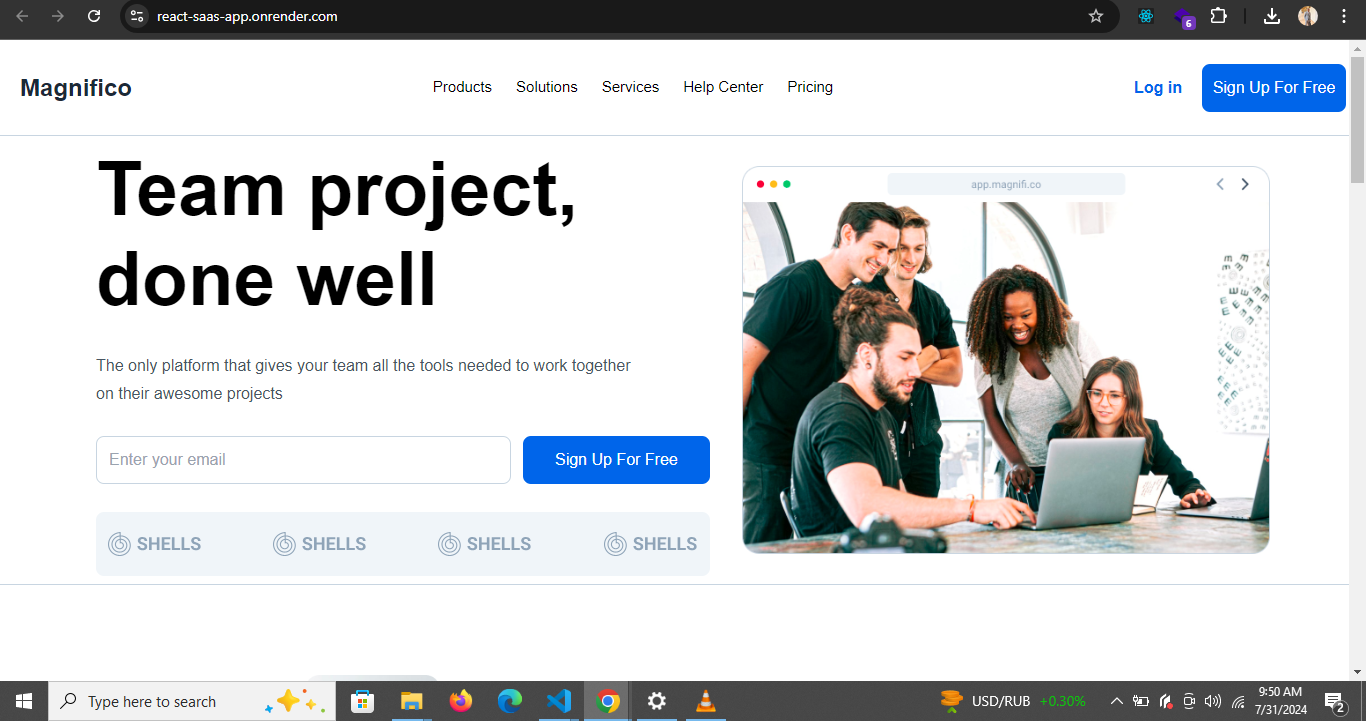 react-saas-app.onrender.com
6
Magnifico
Products Solutions Services Help Center Pricing
Log in
Sign Up For Free
Team project,
done well
The only platform that gives your team all the tools needed to work together
on their awesome projects
Enter your email
Sign Up For Free
SHELLS SHELLS SHELLS SHELLS
app.magnifi.co
Type here to search
USD/RUB +0.30%
9:50 AM
7/31/2024
2